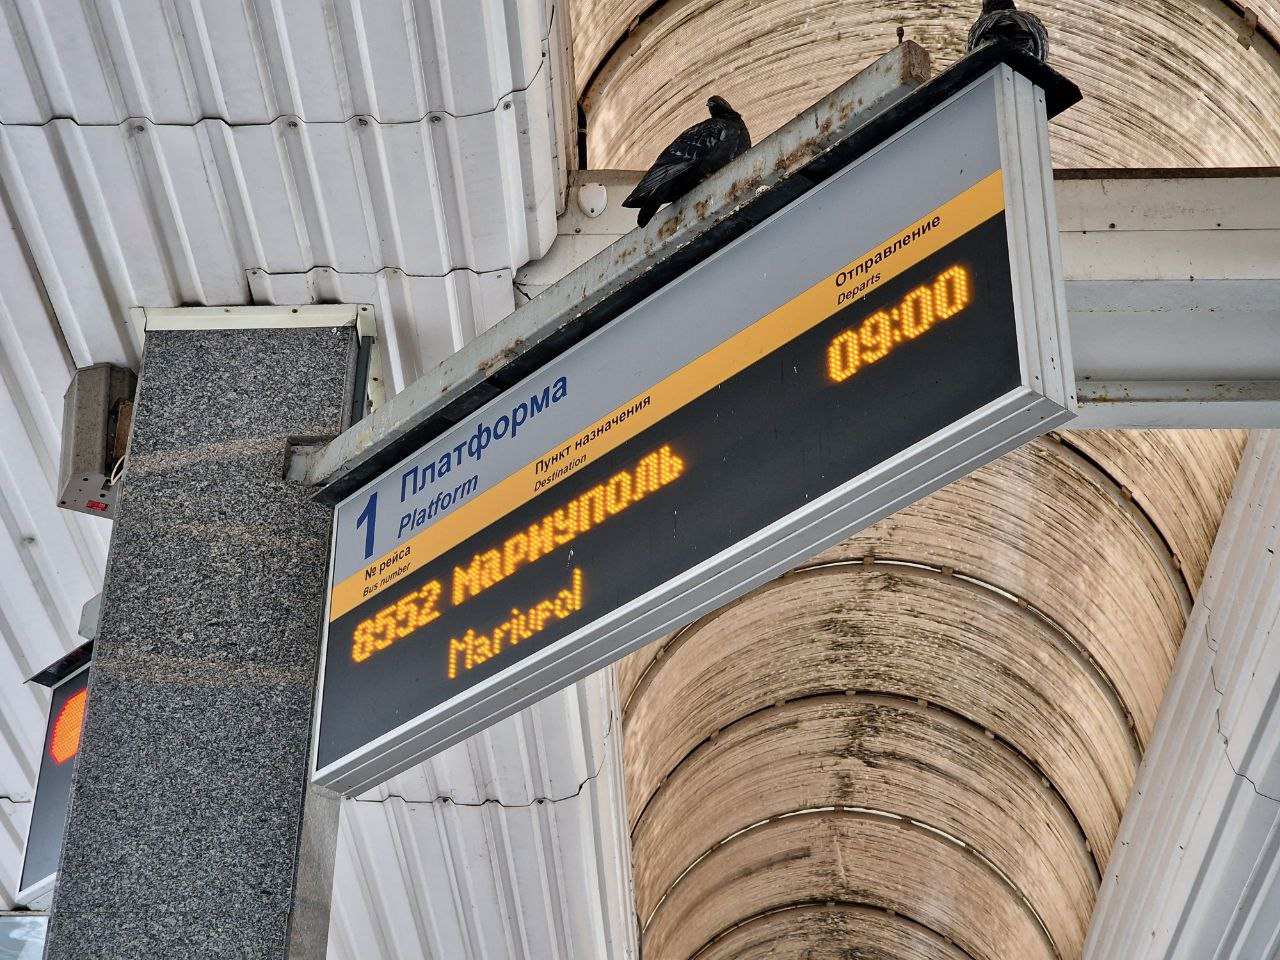 1 Платформа
Platform
№ рейса
Bus number
Пункт назначения
Destination
Отправление
Departs
8552 Мариуполь 09:00
Mariupol